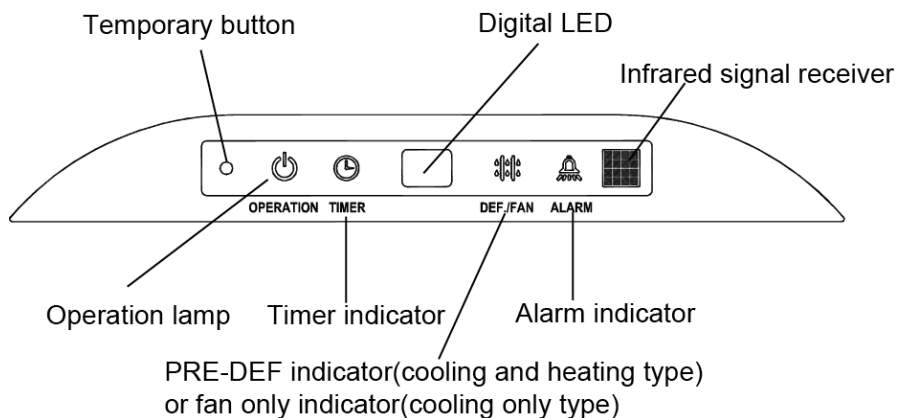 Temporary button
Digital LED
Infrared signal receiver
OPERATION
TIMER
DEF./FAN
ALARM
Operation lamp
Timer indicator
Alarm indicator
PRE-DEF indicator(cooling and heating type)
or fan only indicator(cooling only type)